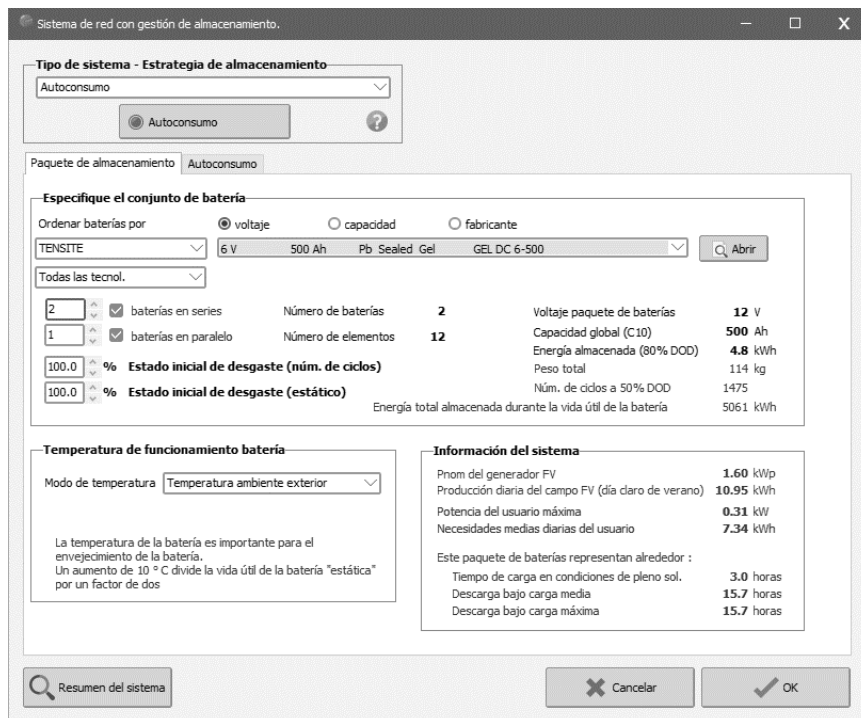 Sistema de red con gestión de almacenamiento.
Tipo de sistema - Estrategia de almacenamiento
Autoconsumo
Autoconsumo
Paquete de almacenamiento Autoconsumo
Especifique el conjunto de batería
Ordenar baterías por voltaje capacidad fabricante
TENSITE 6 V 500 Ah Pb Sealed Gel GEL DC 6-500 Abrir
Todas las tecnol.
2 baterías en series Número de baterías 2 Voltaje paquete de baterías 12 V
1 baterías en paralelo Número de elementos 12 Capacidad global (C10) 500 Ah
Energía almacenada (80% DOD) 4.8 kWh
100.0 % Estado inicial de desgaste (núm. de ciclos) Peso total 114 kg
100.0 % Estado inicial de desgaste (estático) Núm. de ciclos a 50% DOD 1475
Energía total almacenada durante la vida útil de la batería 5061 kWh
Temperatura de funcionamiento batería
Modo de temperatura Temperatura ambiente exterior
La temperatura de la batería es importante para el
envejecimiento de la batería.
Un aumento de 10 º C divide la vida útil de la batería "estática"
por un factor de dos
Información del sistema
Pnom del generador FV 1.60 kWp
Producción diaria del campo FV (día claro de verano) 10.95 kWh
Potencia del usuario máxima 0.31 kW
Necesidades medias diarias del usuario 7.34 kWh
Este paquete de baterías representan alrededor :
Tiempo de carga en condiciones de pleno sol. 3.0 horas
Descarga bajo carga media 15.7 horas
Descarga bajo carga máxima 15.7 horas
Resumen del sistema Cancelar OK